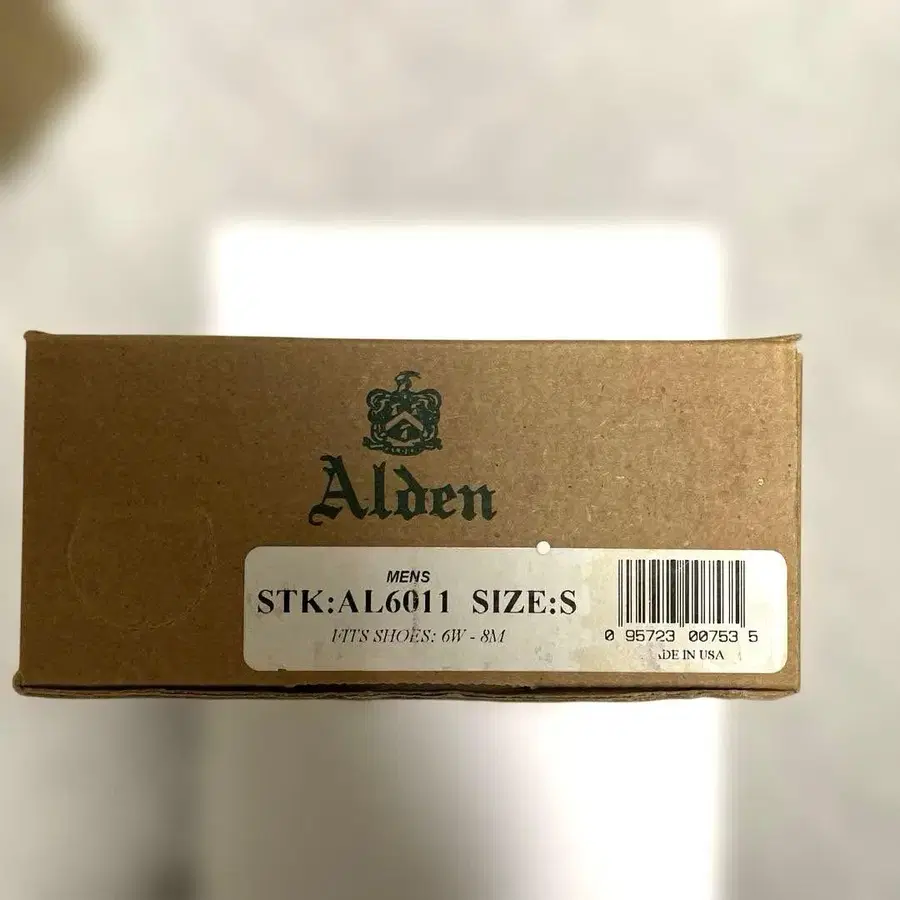 Alden
MENS
STK:AL6011 SIZE:S
FITS SHOES: 6W - 8M
0 95723 00753 5
ADE IN USA